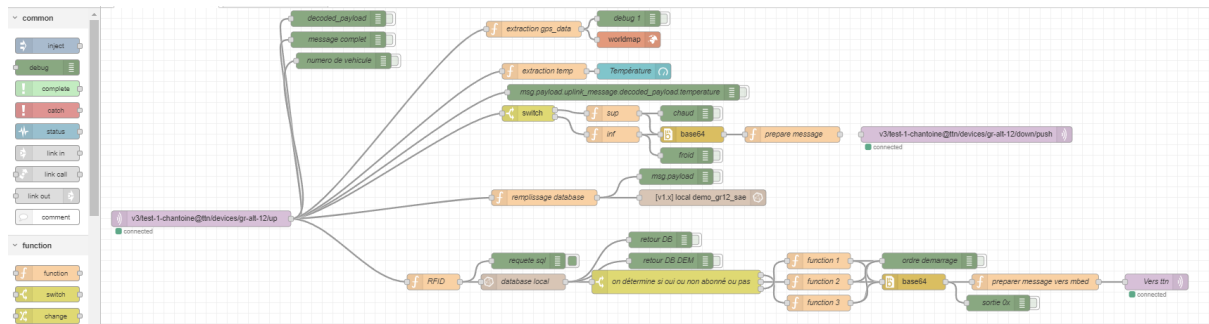 common
inject
debug
complete
catch
status
link in
link call
link out
comment
function
function
switch
change
decoded_payload
message complet
numero de véhicule
extraction gps_data
debug 1
worldmap
extraction temp
Température
msg.payload.uplink_message.decoded_payload.temperature
switch
sup
chaud
inf
base64
prepare message
v3/test-1-chantoine@ttn/devices/gr-all-12/down/push
connected
froid
msg.payload
remplissage database
[v1.x] local demo_gr12_sae
v3/test-1-chantoine@ttn/devices/gr-all-12/up
connected
retour DB
requete sql
retour DB DEM
function 1
ordre demarrage
RFID
database local
on détermine si oui ou non abonné ou pas
function 2
base64
preparer message vers mbed
Vers ttn
connected
function 3
sortie 0x